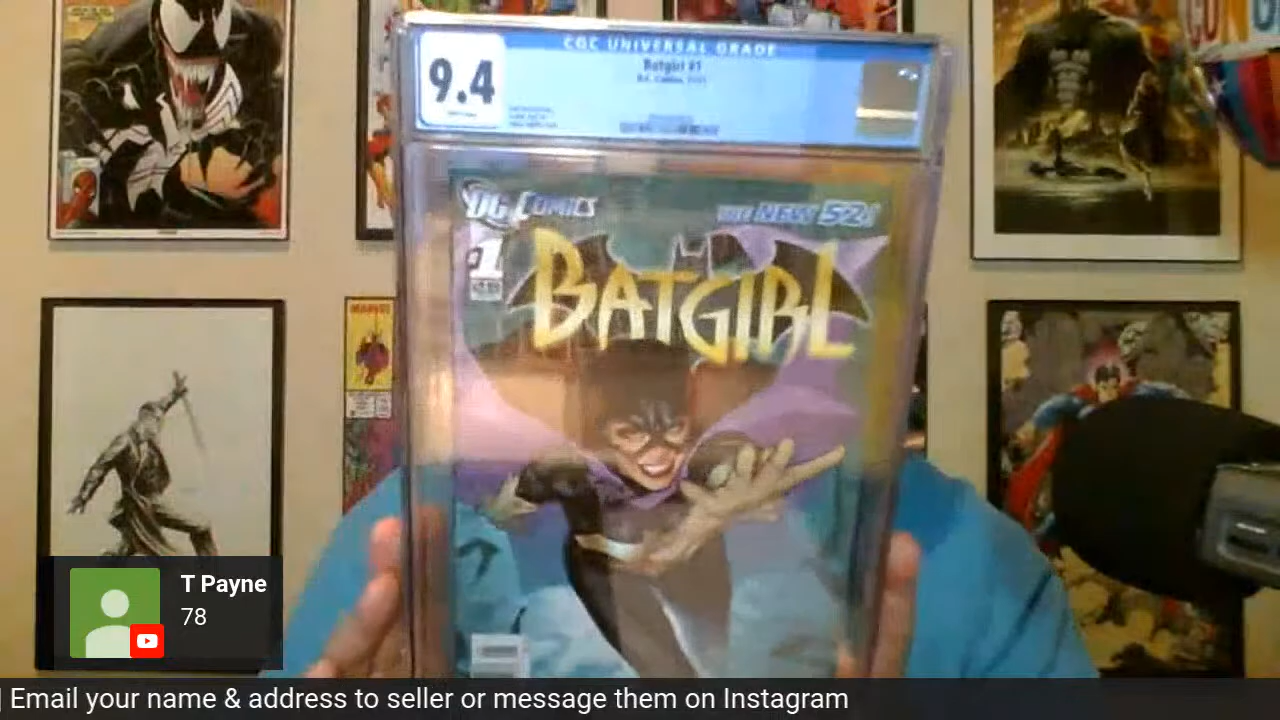 CGC UNIVERSAL GRADE
9.4
Batgirl #1
DC COMICS
THE NEW 52!
#1
BATGIRL
MARVEL
T Payne
78
Email your name & address to seller or message them on Instagram